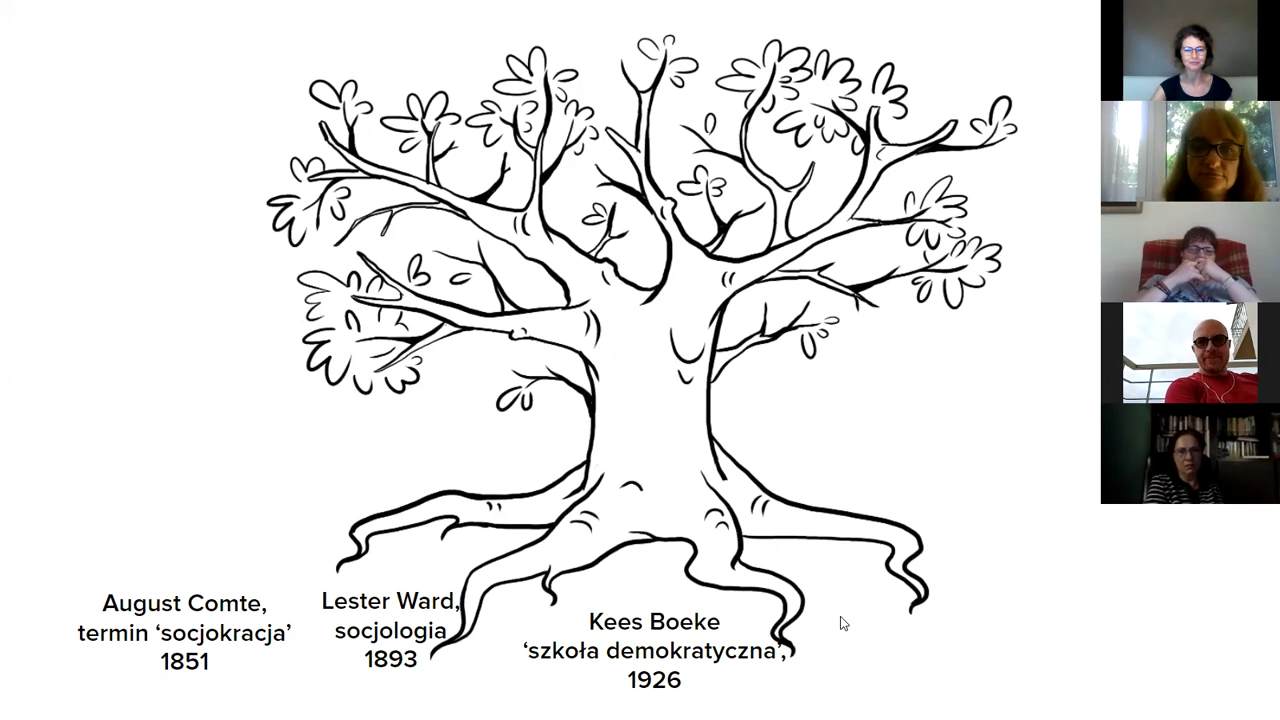 August Comte,
termin ‘socjokracja’
1851
Lester Ward,
socjologia
1893
Kees Boeke
‘szkoła demokratyczna’,
1926